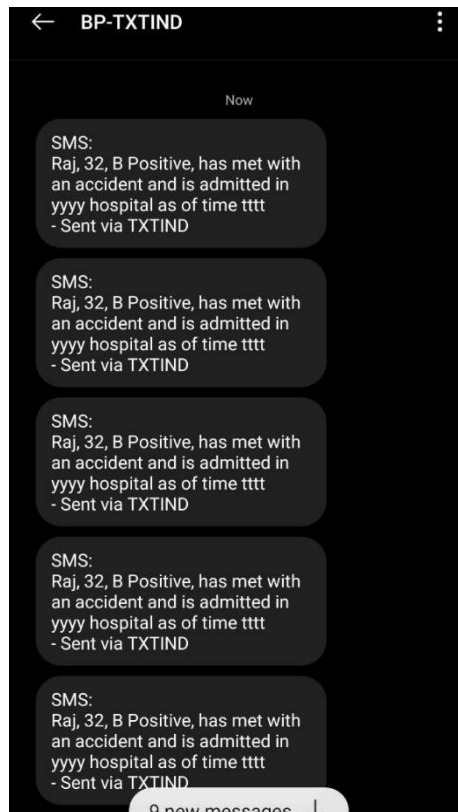 BP-TXTIND
Now
SMS:
Raj, 32, B Positive, has met with
an accident and is admitted in
yyyy hospital as of time tttt
- Sent via TXTIND
SMS:
Raj, 32, B Positive, has met with
an accident and is admitted in
yyyy hospital as of time tttt
- Sent via TXTIND
SMS:
Raj, 32, B Positive, has met with
an accident and is admitted in
yyyy hospital as of time tttt
- Sent via TXTIND
SMS:
Raj, 32, B Positive, has met with
an accident and is admitted in
yyyy hospital as of time tttt
- Sent via TXTIND
SMS:
Raj, 32, B Positive, has met with
an accident and is admitted in
yyyy hospital as of time tttt
- Sent via TXTIND
9 new messages